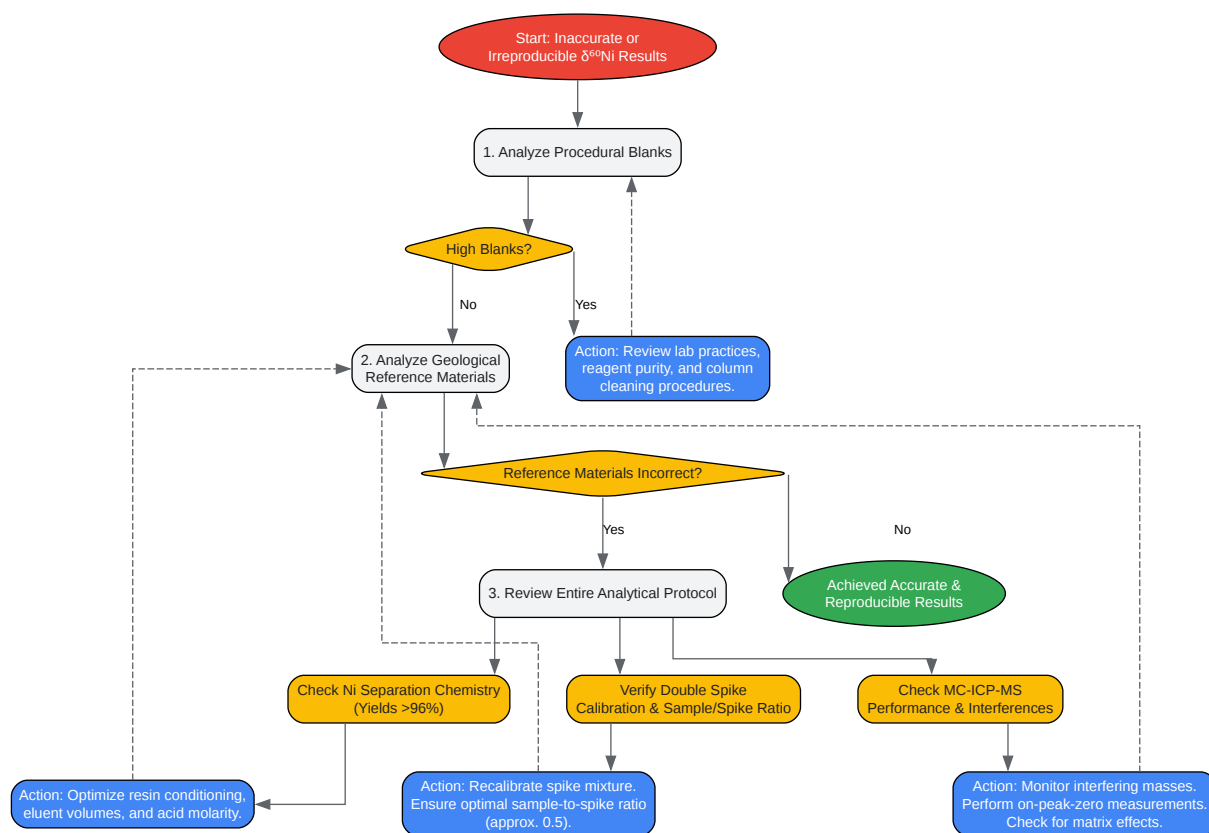 Start: Inaccurate or
Irreproducible δ⁶⁰Ni Results
1. Analyze Procedural Blanks
High Blanks?
No
Yes
2. Analyze Geological
Reference Materials
Action: Review lab practices,
reagent purity, and column
cleaning procedures.
Reference Materials Incorrect?
Yes
No
3. Review Entire Analytical Protocol
Achieved Accurate &
Reproducible Results
Check Ni Separation Chemistry
(Yields >96%)
Verify Double Spike
Calibration & Sample/Spike Ratio
Check MC-ICP-MS
Performance & Interferences
Action: Optimize resin conditioning,
eluent volumes, and acid molarity.
Action: Recalibrate spike mixture.
Ensure optimal sample-to-spike ratio
(approx. 0.5).
Action: Monitor interfering masses.
Perform on-peak-zero measurements.
Check for matrix effects.